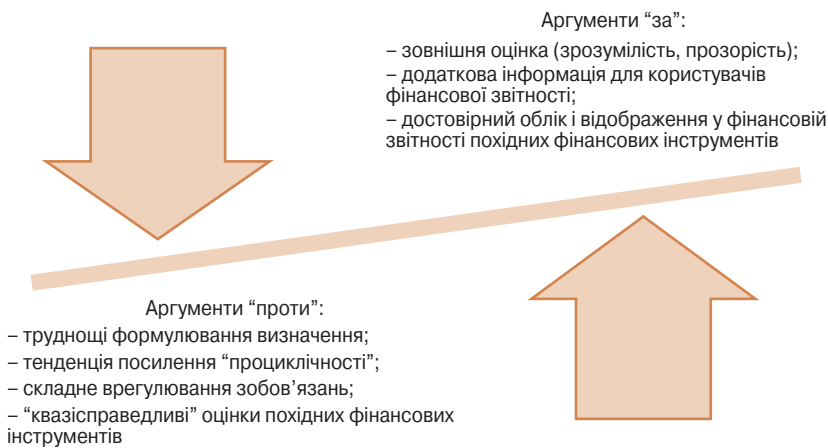 Аргументи “за”:
– зовнішня оцінка (зрозумілість, прозорість);
– додаткова інформація для користувачів
фінансової звітності;
– достовірний облік і відображення у фінансовій
звітності похідних фінансових інструментів
Аргументи “проти”:
– труднощі формулювання визначення;
– тенденція посилення “проциклічності”;
– складне врегулювання зобов’язань;
– “квазісправедливі” оцінки похідних фінансових
інструментів